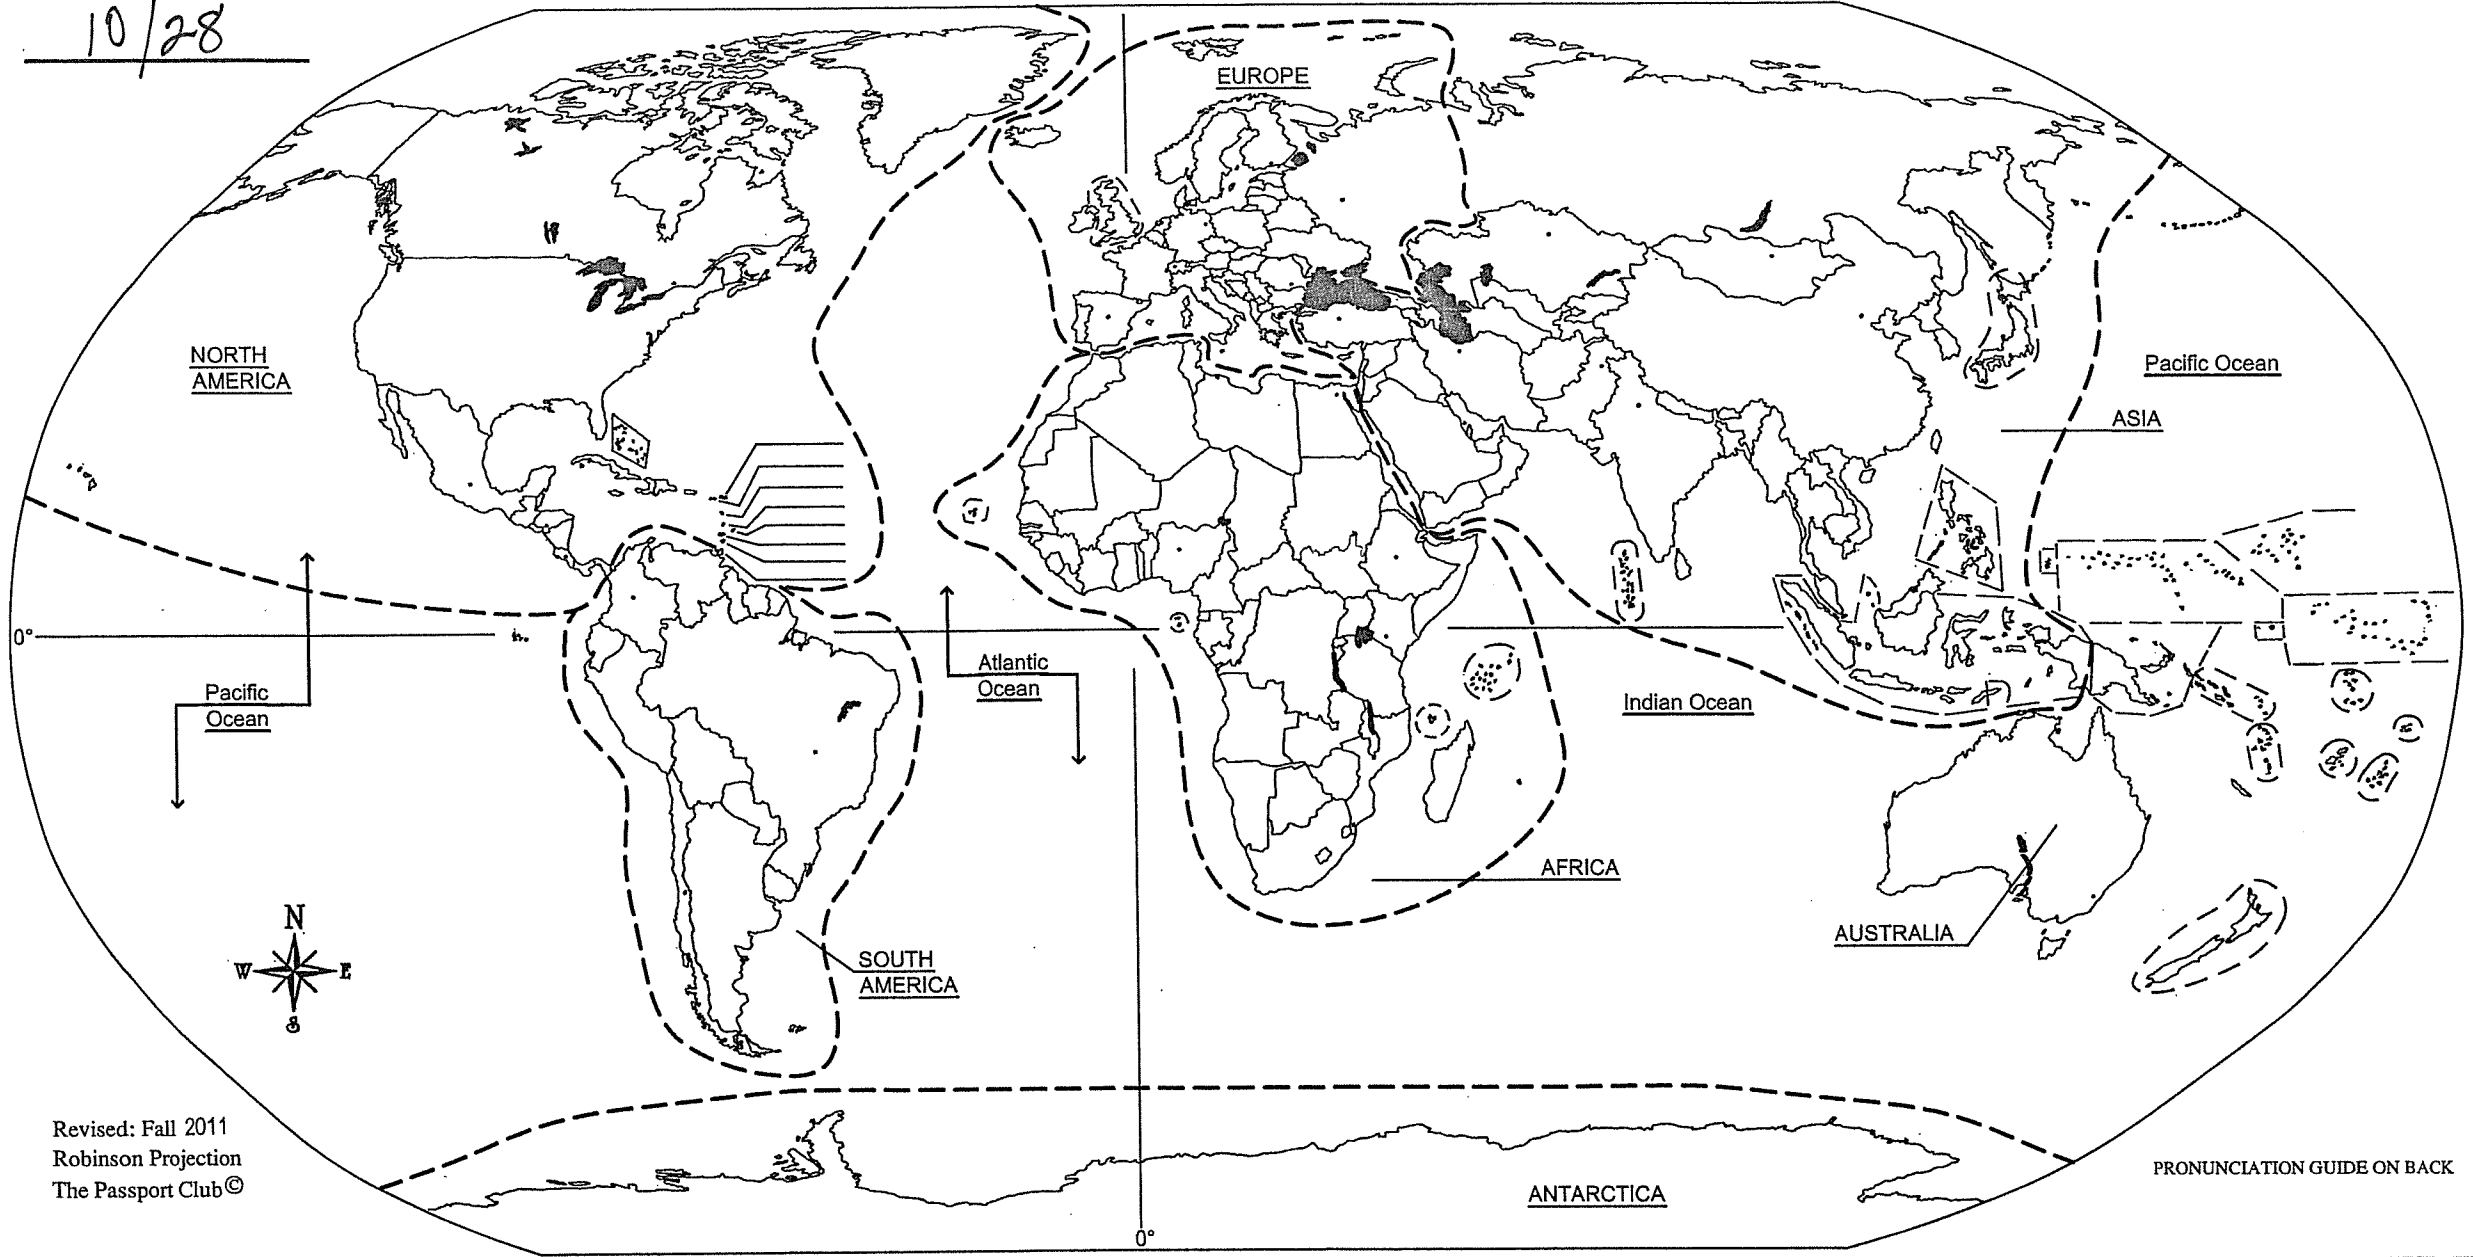 10/28
EUROPE
NORTH
AMERICA
Pacific Ocean
ASIA
0°
Pacific
Ocean
Atlantic
Ocean
Indian Ocean
AFRICA
AUSTRALIA
N
W E
S
SOUTH
AMERICA
Revised: Fall 2011
Robinson Projection
The Passport Club©
PRONUNCIATION GUIDE ON BACK
ANTARCTICA
0°